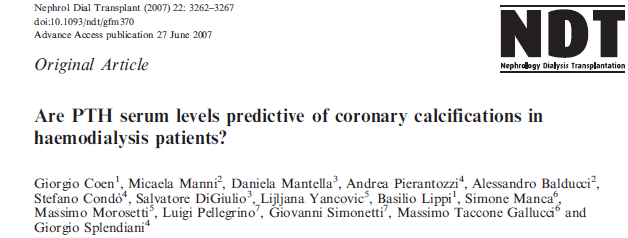 Nephrol Dial Transplant (2007) 22: 3262–3267
doi:10.1093/ndt/gfm370
Advance Access publication 27 June 2007
NDT
Nephrology Dialysis Transplantation
Original Article
Are PTH serum levels predictive of coronary calcifications in
haemodialysis patients?
Giorgio Coen1, Micaela Manni2, Daniela Mantella3, Andrea Pierantozzi4, Alessandro Balducci2,
Stefano Condò4, Salvatore DiGiulio3, Lijljana Yancovic5, Basilio Lippi1, Simone Manca6,
Massimo Morosetti5, Luigi Pellegrino7, Giovanni Simonetti7, Massimo Taccone Gallucci6 and
Giorgio Splendiani4